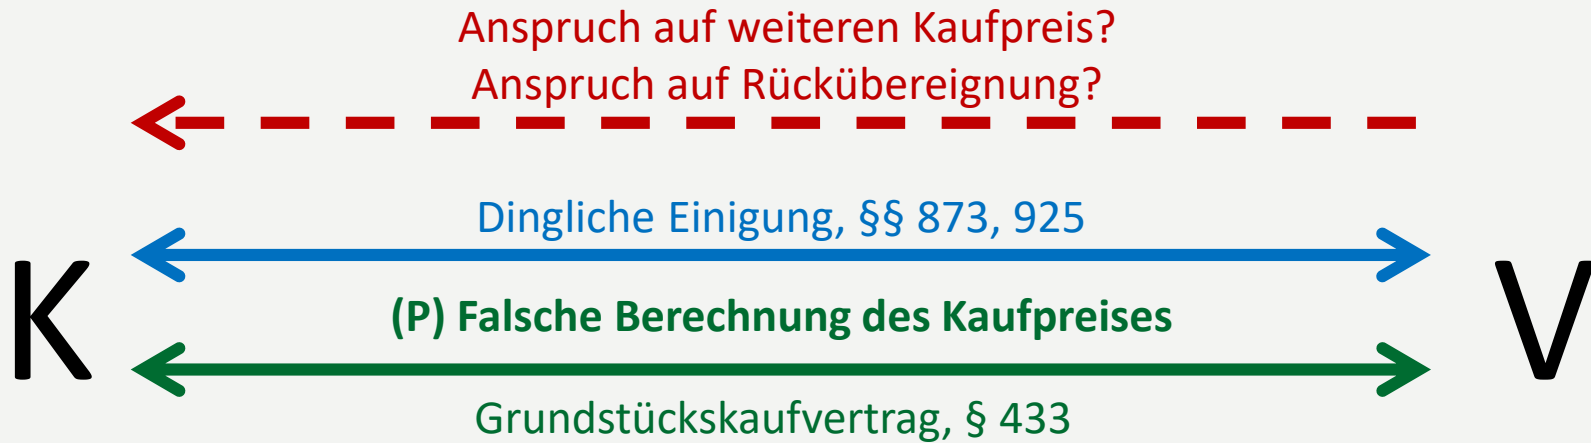 Anspruch auf weiteren Kaufpreis?
Anspruch auf Rückübereignung?
Dingliche Einigung, §§ 873, 925
K
(P) Falsche Berechnung des Kaufpreises
V
Grundstückskaufvertrag, § 433